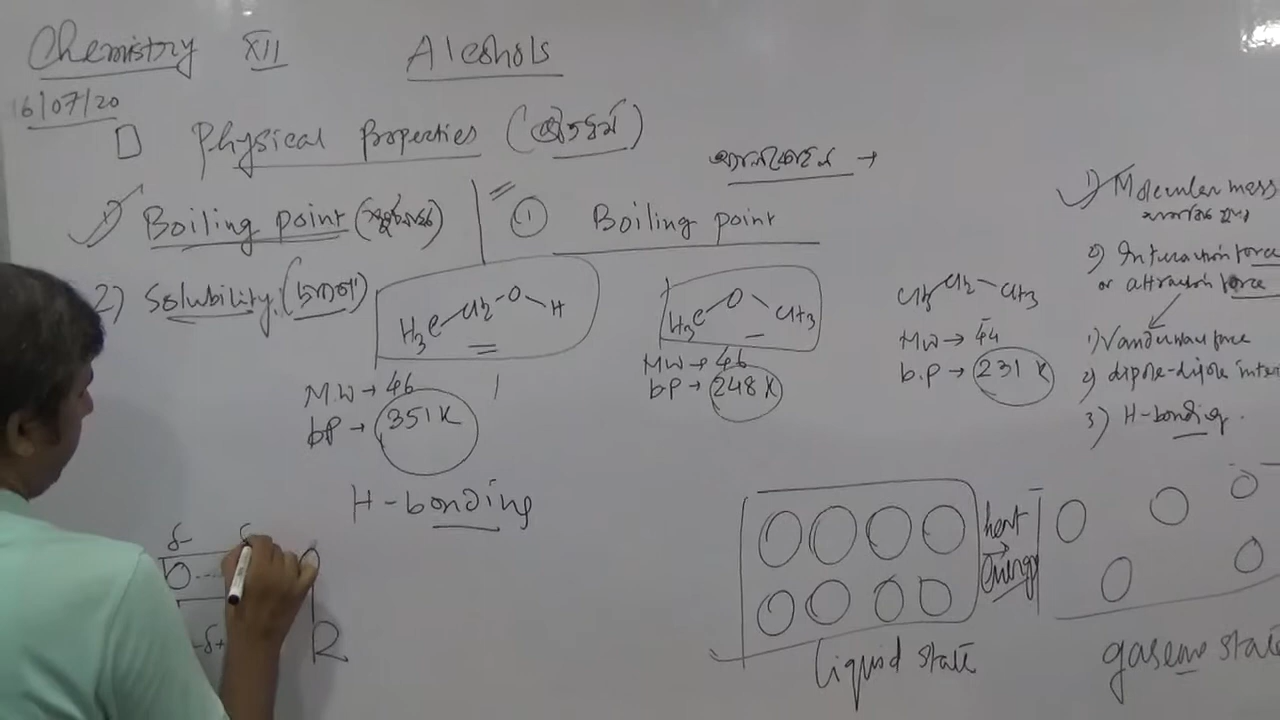 Chemistry XII Alcohols
16/07/20
Physical Properties
1) Boiling point
① Boiling point
2) Solubility.
H3C CH2-O H
M.W → 46
bP → 351 K
H-bonding
H3C O CH3
MW → 46
bP → 248 K
CH3 CH2 CH3
MW → 44
b.P → 231 K
1) Molecular mass
2) Interaction force
or attraction force
1) Vanderwaal force
2) dipole-dipole inter
3) H-bonding.
δ-
O ...
-δ+
O
R
heat
energy
liquid state
gaseous state